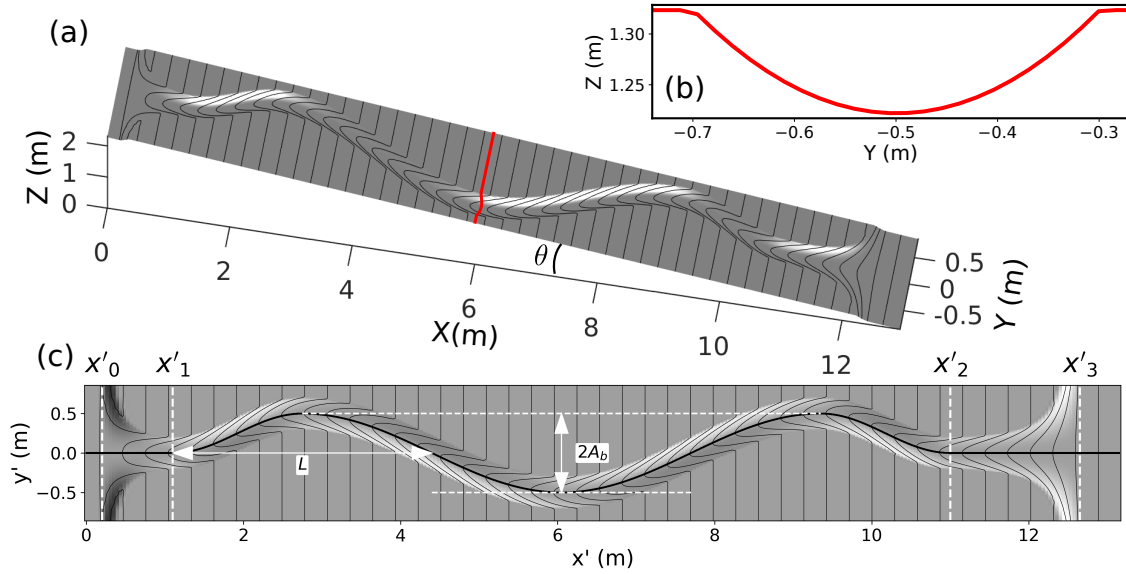 (a)
Z (m)
2
1
0
0
2
4
6
8
10
12
X(m)
θ
0.5
0
-0.5
Y (m)
1.30
1.25
Z (m)
(b)
−0.7
−0.6
−0.5
−0.4
−0.3
Y (m)
(c)
x'0
x'1
x'2
x'3
0.5
0.0
−0.5
y' (m)
L
2Ab
0
2
4
6
8
10
12
x' (m)